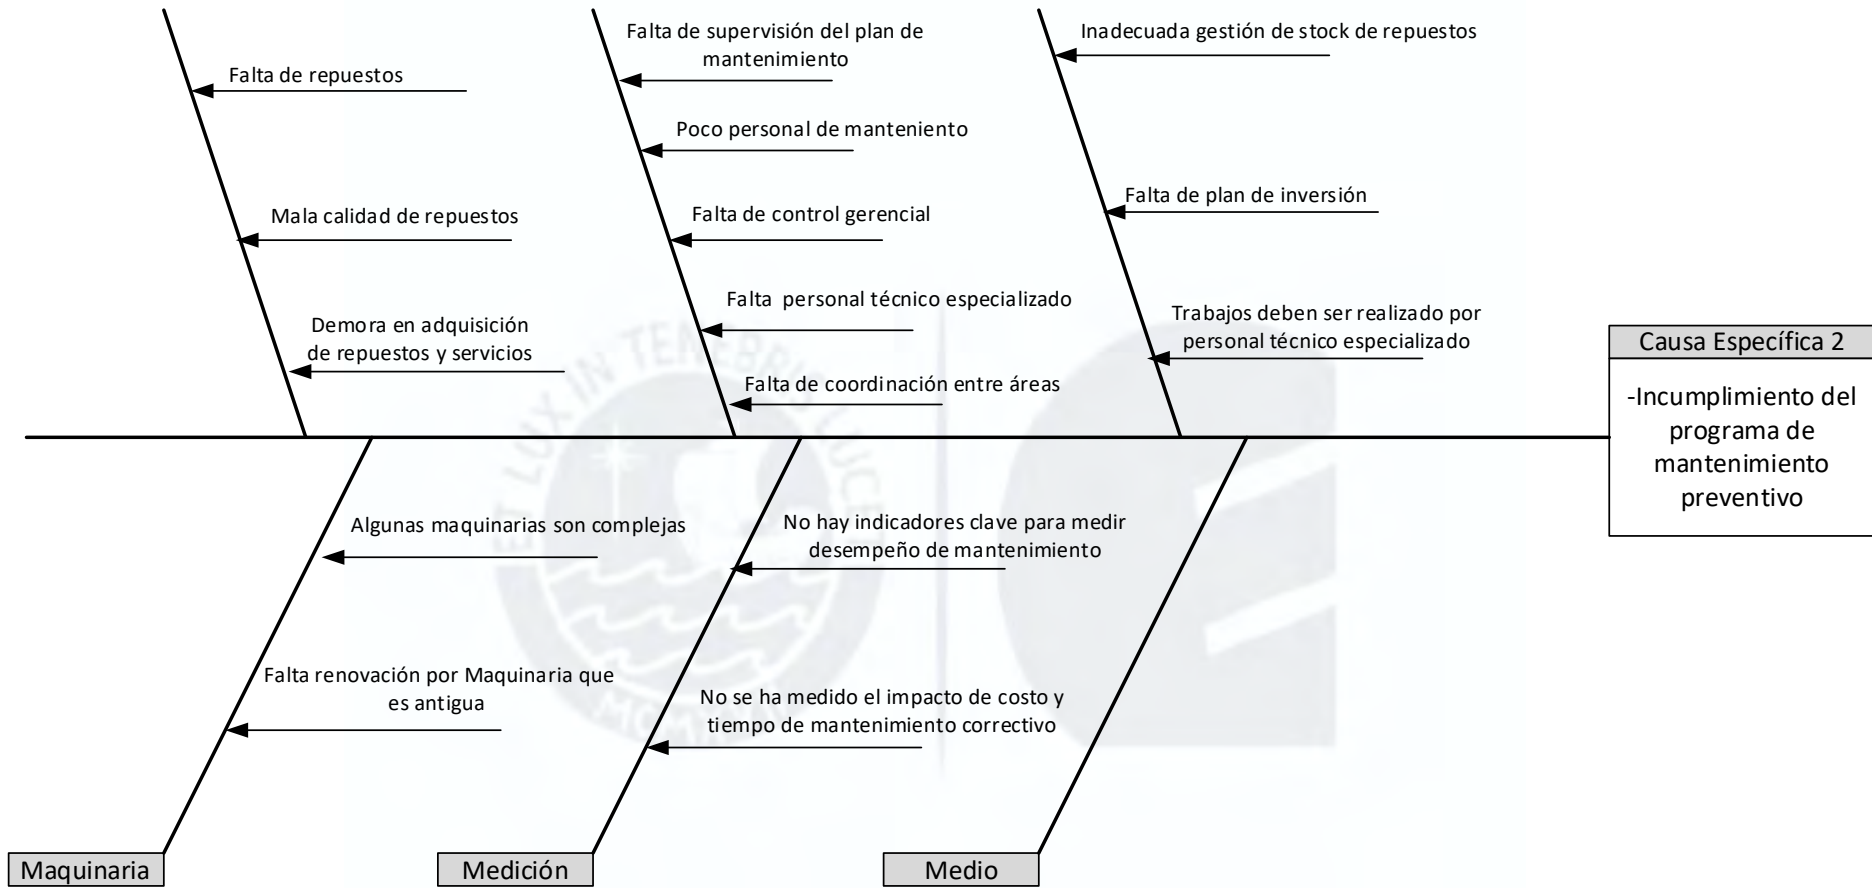 Falta de repuestos
Mala calidad de repuestos
Demora en adquisición
de repuestos y servicios
Falta de supervisión del plan de
mantenimiento
Poco personal de manteniento
Falta de control gerencial
Falta personal técnico especializado
Falta de coordinación entre áreas
Inadecuada gestión de stock de repuestos
Falta de plan de inversión
Trabajos deben ser realizado por
personal técnico especializado
Causa Específica 2
-Incumplimiento del
programa de
mantenimiento
preventivo
Algunas maquinarias son complejas
Falta renovación por Maquinaria que
es antigua
No hay indicadores clave para medir
desempeño de mantenimiento
No se ha medido el impacto de costo y
tiempo de mantenimiento correctivo
Maquinaria
Medición
Medio
ET LUX IN TENEBRIS LUCET